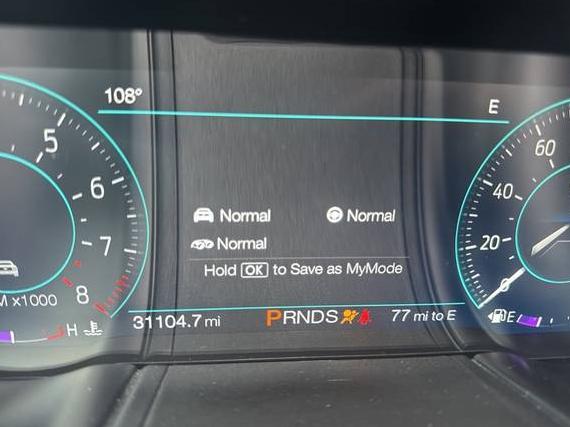 108° E
5
6
7
8
M x1000
H
60
40
20
0
E
Normal Normal
Normal
Hold OK to Save as MyMode
31104.7 mi PRNDS 77 mi to E